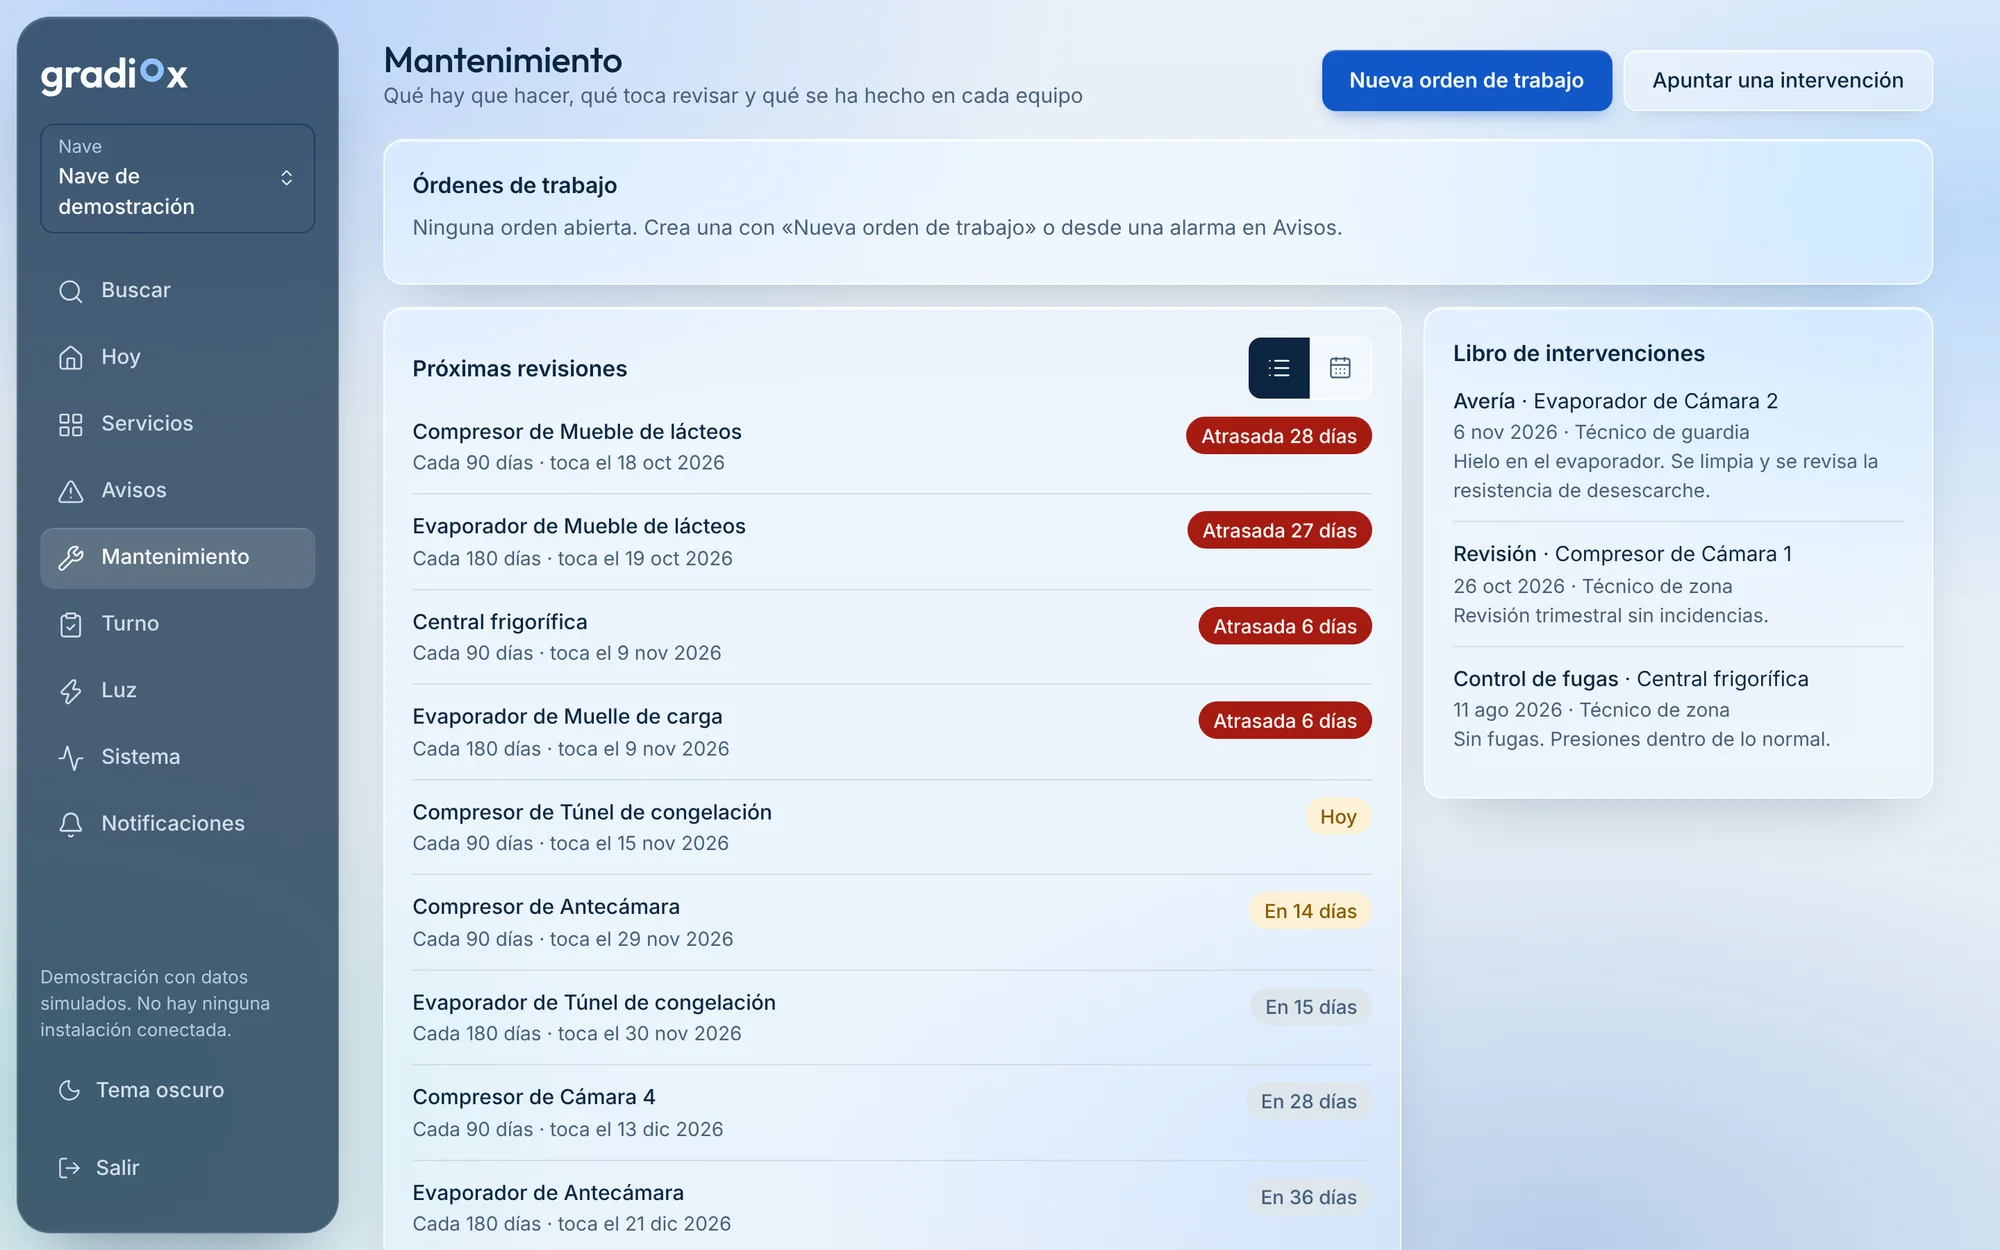 gradiox
Nave
Nave de
demostración
Buscar
Hoy
Servicios
Avisos
Mantenimiento
Turno
Luz
Sistema
Notificaciones
Demostración con datos
simulados. No hay ninguna
instalación conectada.
Tema oscuro
Salir
Mantenimiento
Qué hay que hacer, qué toca revisar y qué se ha hecho en cada equipo
Nueva orden de trabajo
Apuntar una intervención
Órdenes de trabajo
Ninguna orden abierta. Crea una con «Nueva orden de trabajo» o desde una alarma en Avisos.
Próximas revisiones
Compresor de Mueble de lácteos
Cada 90 días · toca el 18 oct 2026
Atrasada 28 días
Evaporador de Mueble de lácteos
Cada 180 días · toca el 19 oct 2026
Atrasada 27 días
Central frigorífica
Cada 90 días · toca el 9 nov 2026
Atrasada 6 días
Evaporador de Muelle de carga
Cada 180 días · toca el 9 nov 2026
Atrasada 6 días
Compresor de Túnel de congelación
Cada 90 días · toca el 15 nov 2026
Hoy
Compresor de Antecámara
Cada 90 días · toca el 29 nov 2026
En 14 días
Evaporador de Túnel de congelación
Cada 180 días · toca el 30 nov 2026
En 15 días
Compresor de Cámara 4
Cada 90 días · toca el 13 dic 2026
En 28 días
Evaporador de Antecámara
Cada 180 días · toca el 21 dic 2026
En 36 días
Libro de intervenciones
Avería · Evaporador de Cámara 2
6 nov 2026 · Técnico de guardia
Hielo en el evaporador. Se limpia y se revisa la
resistencia de desescarche.
Revisión · Compresor de Cámara 1
26 oct 2026 · Técnico de zona
Revisión trimestral sin incidencias.
Control de fugas · Central frigorífica
11 ago 2026 · Técnico de zona
Sin fugas. Presiones dentro de lo normal.